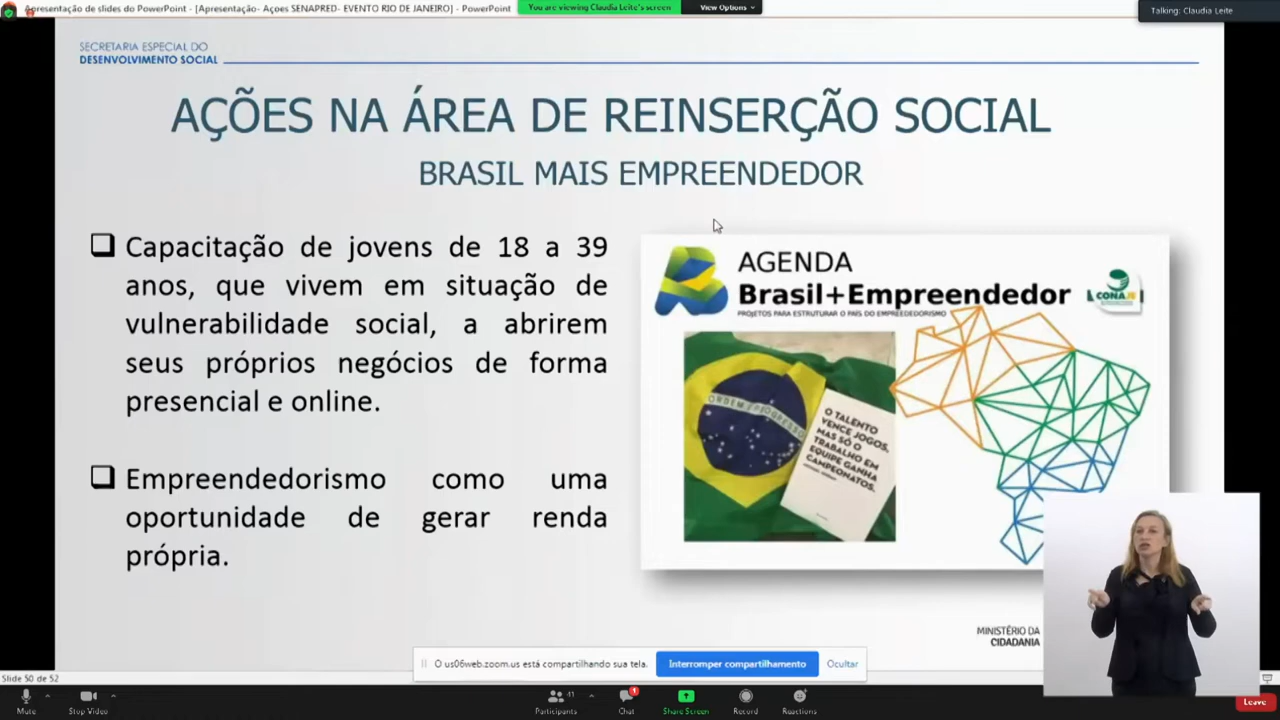 Apresentação de slides do PowerPoint - [Apresentação- Açoes SENAPRED- EVENTO RIO DE JANEIRO] - PowerPoint
You are viewing Claudia Leite's screen
View Options
Talking: Claudia Leite
SECRETARIA ESPECIAL DO
DESENVOLVIMENTO SOCIAL
AÇÕES NA ÁREA DE REINSERÇÃO SOCIAL
BRASIL MAIS EMPREENDEDOR
Capacitação de jovens de 18 a 39
anos, que vivem em situação de
vulnerabilidade social, a abrirem
seus próprios negócios de forma
presencial e online.
Empreendedorismo como uma
oportunidade de gerar renda
própria.
AGENDA
Brasil+Empreendedor
PROJETOS PARA ESTRUTURAR O PAÍS DO EMPREENDEDORISMO
CONAJE
ORDEM E PROGRESSO
O TALENTO
VENCE JOGOS,
MAS SÓ O
TRABALHO EM
EQUIPE GANHA
CAMPEONATOS.
MINISTÉRIO DA
CIDADANIA
O us06web.zoom.us está compartilhando sua tela.
Interromper compartilhamento
Ocultar
Slide 50 de 52
Mute
Stop Video
41
Participants
1
Chat
Share Screen
Record
Reactions
Leave